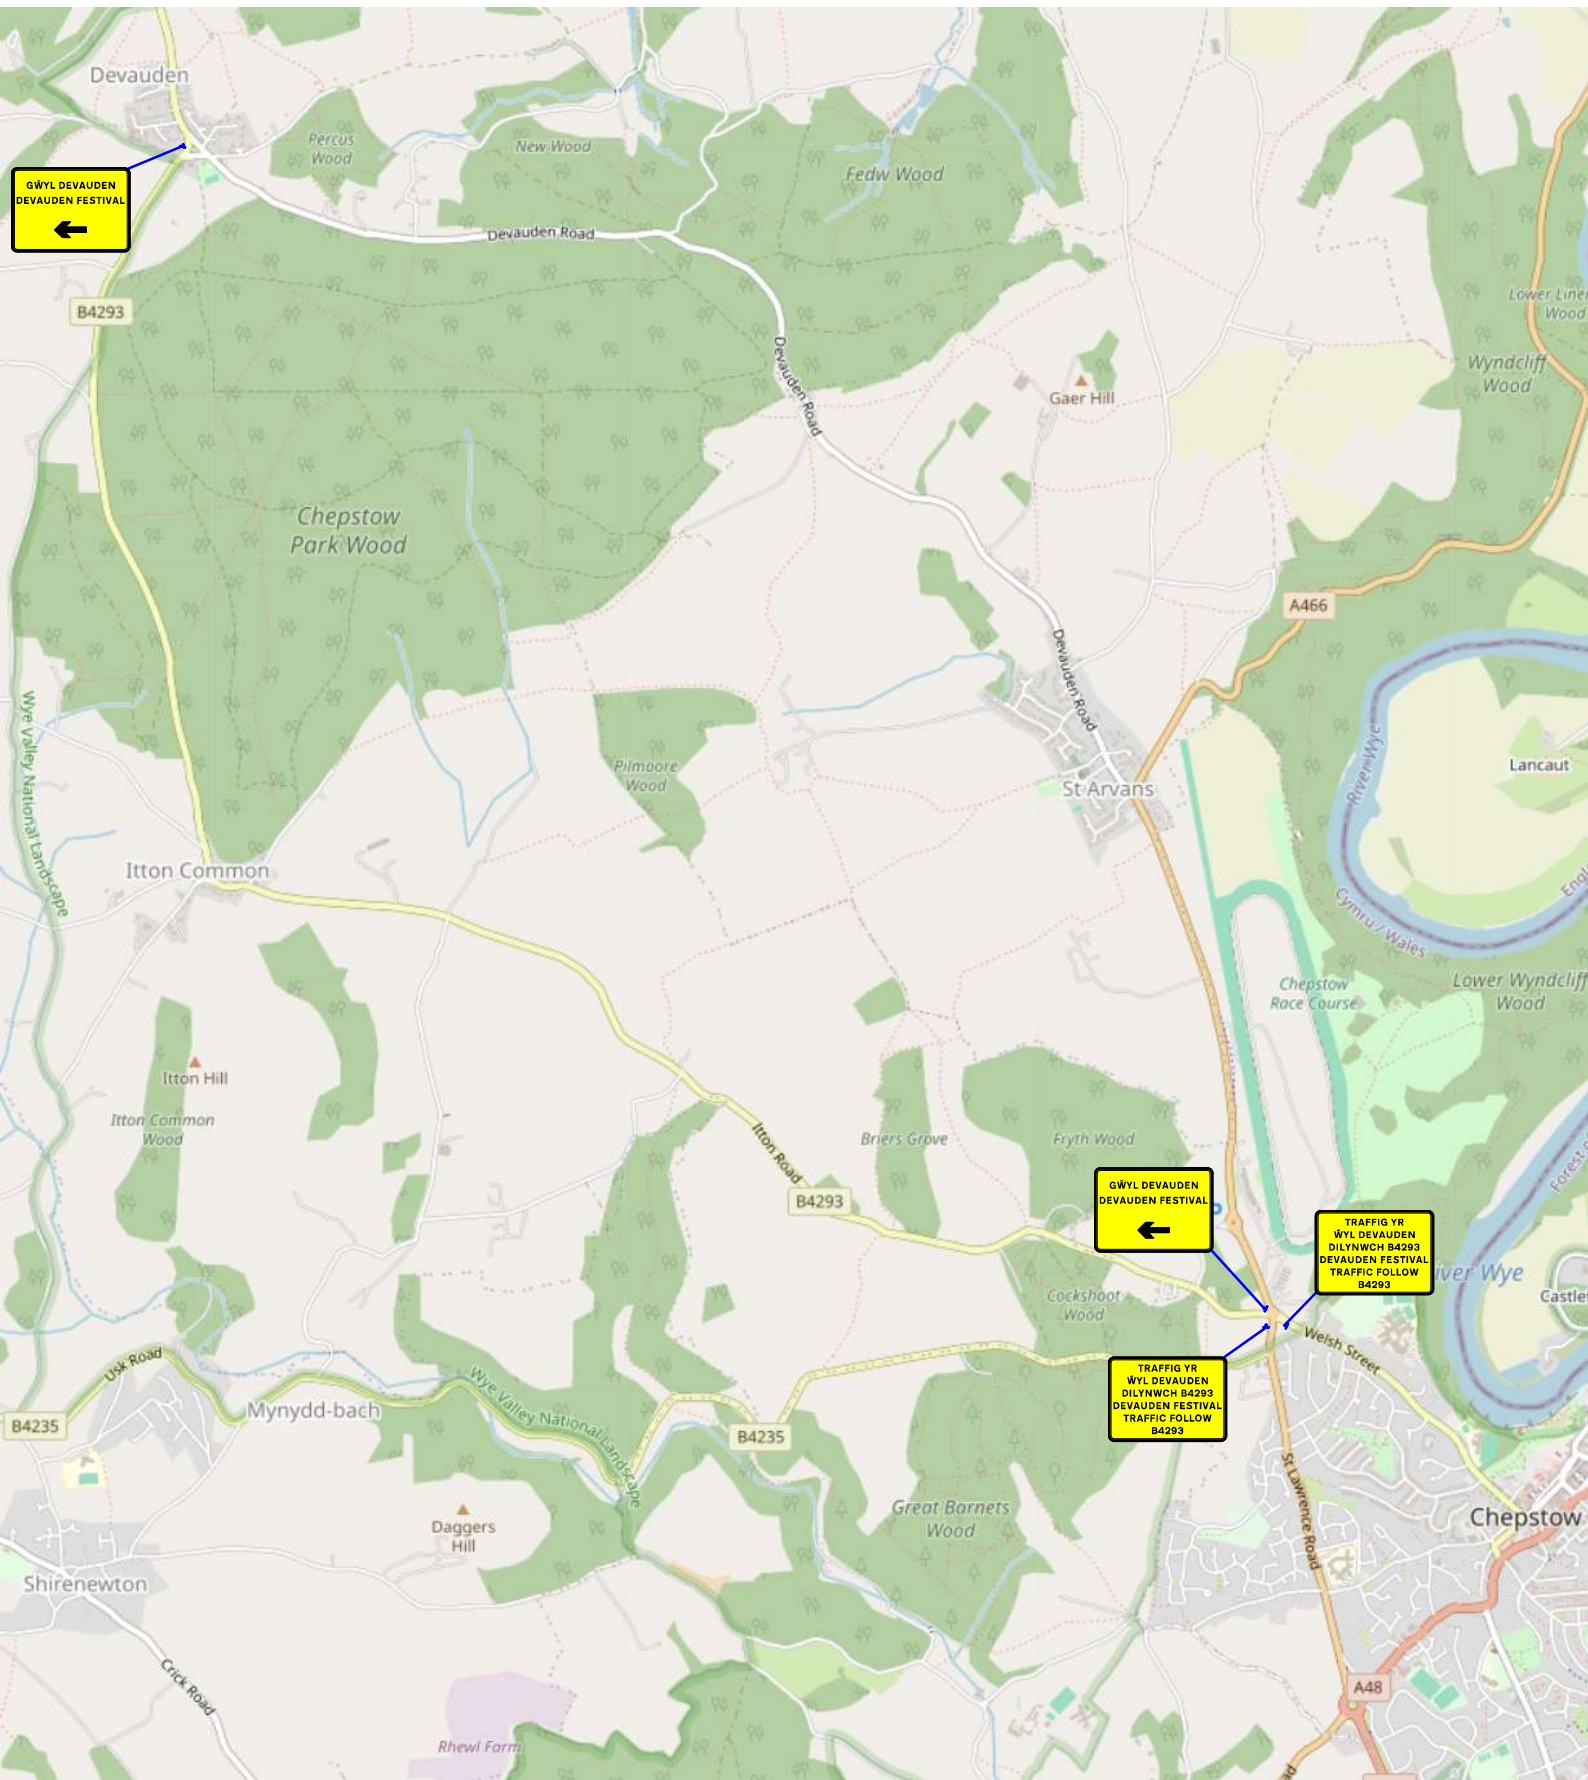 Devauden
Percus
Wood
New Wood
Fedw Wood
GŴYL DEVAUDEN
DEVAUDEN FESTIVAL
Devauden Road
B4293
Lower Liner
Wood
Devauden Road
Wyndcliff
Wood
Gaer Hill
Chepstow
Park Wood
A466
Devauden Road
Wye Valley National Landscape
River Wye
Pilmoore
Wood
Lancaut
St Arvans
Itton Common
Cymru / Wales
Chepstow
Race Course
Lower Wyndcliff
Wood
Itton Hill
Itton Common
Wood
Itton Road
Briers Grove
Fryth Wood
B4293
GŴYL DEVAUDEN
DEVAUDEN FESTIVAL
TRAFFIG YR
ŴYL DEVAUDEN
DILYNWCH B4293
DEVAUDEN FESTIVAL
TRAFFIC FOLLOW
B4293
iver Wye
Cockshoot
Wood
Welsh Street
Usk Road
Wye Valley National Landscape
TRAFFIG YR
ŴYL DEVAUDEN
DILYNWCH B4293
DEVAUDEN FESTIVAL
TRAFFIC FOLLOW
B4293
Mynydd-bach
B4235
B4235
St Lawrence Road
Great Barnets
Wood
Chepstow
Daggers
Hill
Shirenewton
Crick Road
A48
Rhewl Farm